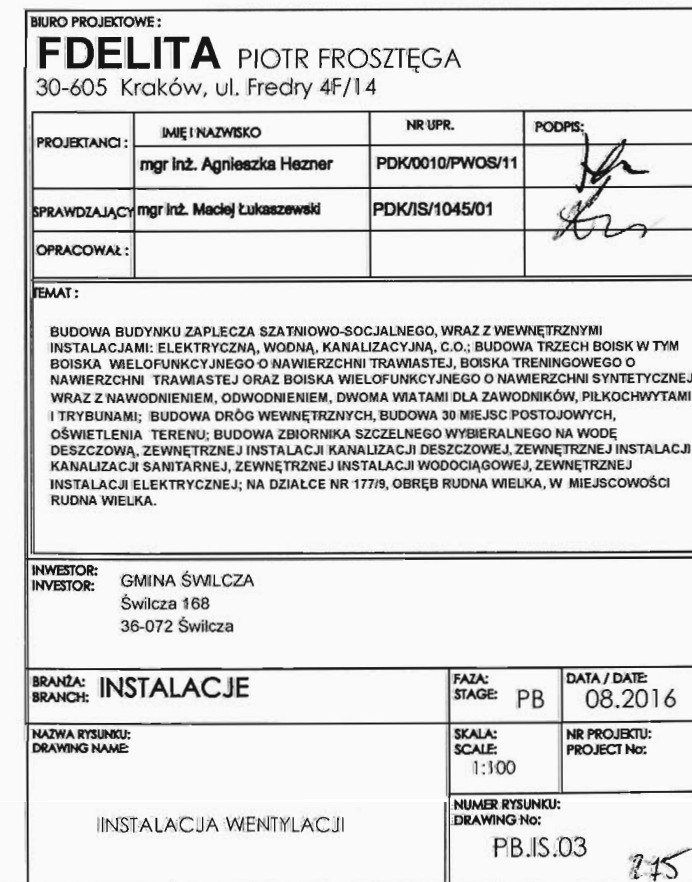 BIURO PROJEKTOWE :
FDELITA PIOTR FROSZTĘGA
30-605 Kraków, ul. Fredry 4F/14
PROJEKTANCI :
IMIĘ I NAZWISKO
NR UPR.
PODPIS:
mgr inż. Agnieszka Hezner
PDK/0010/PWOS/11
SPRAWDZAJĄCY
mgr inż. Maciej Łukaszewski
PDK/IS/1045/01
OPRACOWAŁ :
TEMAT :
BUDOWA BUDYNKU ZAPLECZA SZATNIOWO-SOCJALNEGO, WRAZ Z WEWNĘTRZNYMI
INSTALACJAMI: ELEKTRYCZNĄ, WODNĄ, KANALIZACYJNĄ, C.O.; BUDOWA TRZECH BOISK W TYM
BOISKA WIELOFUNKCYJNEGO O NAWIERZCHNI TRAWIASTEJ, BOISKA TRENINGOWEGO O
NAWIERZCHNI TRAWIASTEJ ORAZ BOISKA WIELOFUNKCYJNEGO O NAWIERZCHNI SYNTETYCZNEJ
WRAZ Z NAWODNIENIEM, ODWODNIENIEM, DWOMA WIATAMI DLA ZAWODNIKÓW, PIŁKOCHWYTAMI
I TRYBUNAMI; BUDOWA DRÓG WEWNĘTRZNYCH, BUDOWA 30 MIEJSC POSTOJOWYCH,
OŚWIETLENIA TERENU; BUDOWA ZBIORNIKA SZCZELNEGO WYBIERALNEGO NA WODĘ
DESZCZOWĄ, ZEWNĘTRZNEJ INSTALACJI KANALIZACJI DESZCZOWEJ, ZEWNĘTRZNEJ INSTALACJI
KANALIZACJI SANITARNEJ, ZEWNĘTRZNEJ INSTALACJI WODOCIĄGOWEJ, ZEWNĘTRZNEJ
INSTALACJI ELEKTRYCZNEJ; NA DZIAŁCE NR 177/9, OBRĘB RUDNA WIELKA, W MIEJSCOWOŚCI
RUDNA WIELKA.
INWESTOR:
INVESTOR:
GMINA ŚWILCZA
Świlcza 168
36-072 Świlcza
BRANŻA:
BRANCH:
INSTALACJE
FAZA:
STAGE:
PB
DATA / DATE:
08.2016
NAZWA RYSUNKU:
DRAWING NAME:
INSTALACJA WENTYLACJI
SKALA:
SCALE:
1:100
NR PROJEKTU:
PROJECT No:
NUMER RYSUNKU:
DRAWING No:
PB.IS.03
215